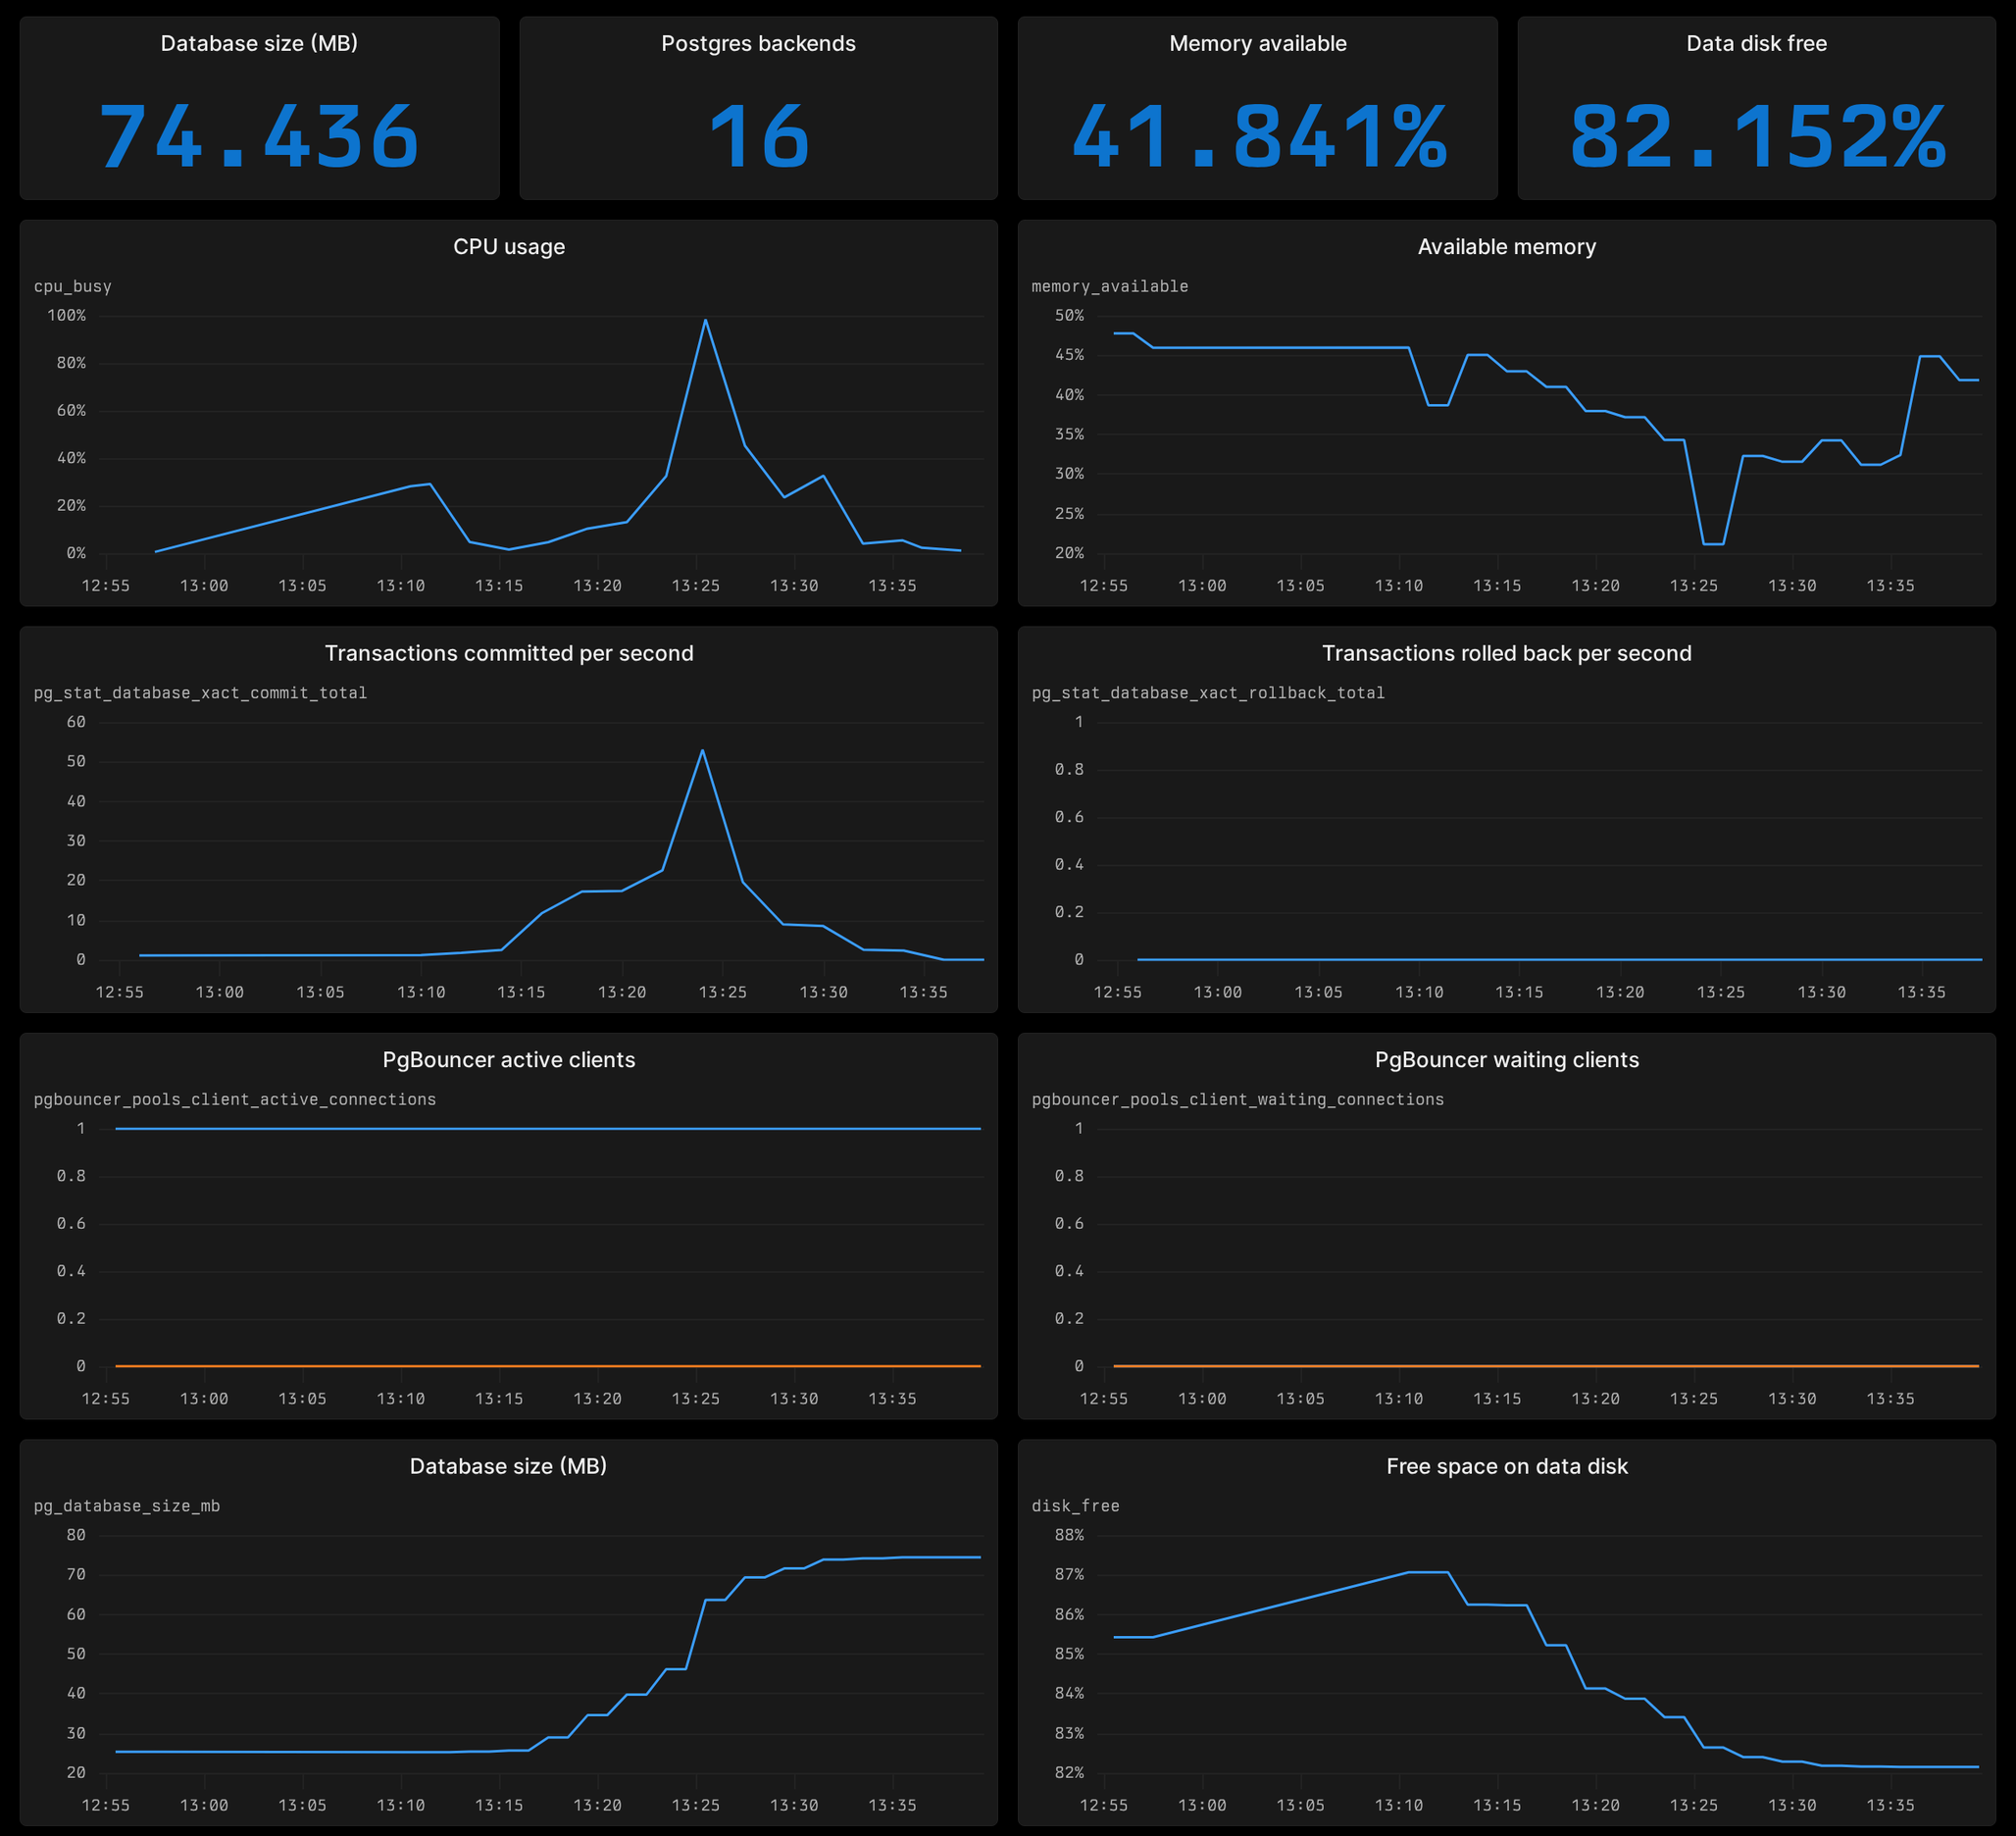 Database size (MB)
74.436
Postgres backends
16
Memory available
41.841%
Data disk free
82.152%
CPU usage
cpu_busy
100%
80%
60%
40%
20%
0%
12:55 13:00 13:05 13:10 13:15 13:20 13:25 13:30 13:35
Available memory
memory_available
50%
45%
40%
35%
30%
25%
20%
12:55 13:00 13:05 13:10 13:15 13:20 13:25 13:30 13:35
Transactions committed per second
pg_stat_database_xact_commit_total
60
50
40
30
20
10
0
12:55 13:00 13:05 13:10 13:15 13:20 13:25 13:30 13:35
Transactions rolled back per second
pg_stat_database_xact_rollback_total
1
0.8
0.6
0.4
0.2
0
12:55 13:00 13:05 13:10 13:15 13:20 13:25 13:30 13:35
PgBouncer active clients
pgbouncer_pools_client_active_connections
1
0.8
0.6
0.4
0.2
0
12:55 13:00 13:05 13:10 13:15 13:20 13:25 13:30 13:35
PgBouncer waiting clients
pgbouncer_pools_client_waiting_connections
1
0.8
0.6
0.4
0.2
0
12:55 13:00 13:05 13:10 13:15 13:20 13:25 13:30 13:35
Database size (MB)
pg_database_size_mb
80
70
60
50
40
30
20
12:55 13:00 13:05 13:10 13:15 13:20 13:25 13:30 13:35
Free space on data disk
disk_free
88%
87%
86%
85%
84%
83%
82%
12:55 13:00 13:05 13:10 13:15 13:20 13:25 13:30 13:35